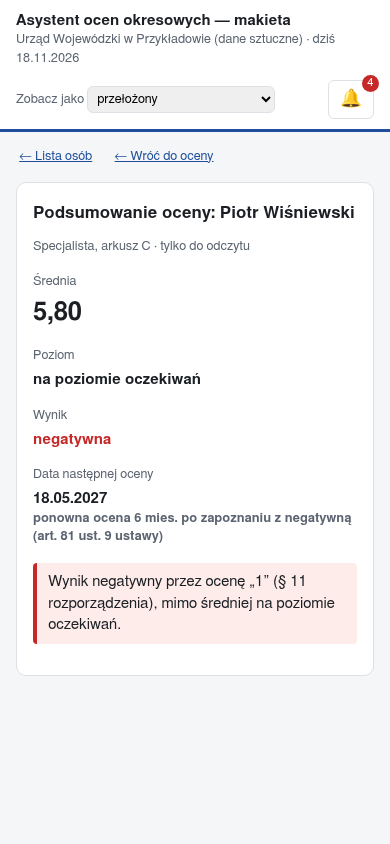 Asystent ocen okresowych — makieta
Urząd Wojewódzki w Przykładowie (dane sztuczne) · dziś
18.11.2026
Zobacz jako
przełożony
4
← Lista osób
← Wróć do oceny
Podsumowanie oceny: Piotr Wiśniewski
Specjalista, arkusz C · tylko do odczytu
Średnia
5,80
Poziom
na poziomie oczekiwań
Wynik
negatywna
Data następnej oceny
18.05.2027
ponowna ocena 6 mies. po zapoznaniu z negatywną
(art. 81 ust. 9 ustawy)
Wynik negatywny przez ocenę „1” (§ 11
rozporządzenia), mimo średniej na poziomie
oczekiwań.